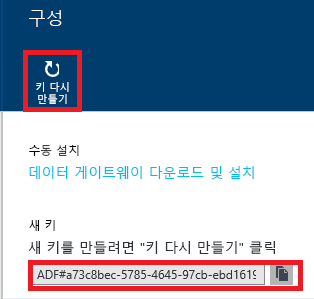 구성
키 다시
만들기
수동 설치
데이터 게이트웨이 다운로드 및 설치
새 키
새 키를 만들려면 "키 다시 만들기" 클릭
ADF#a73c8bec-5785-4645-97cb-ebd1619